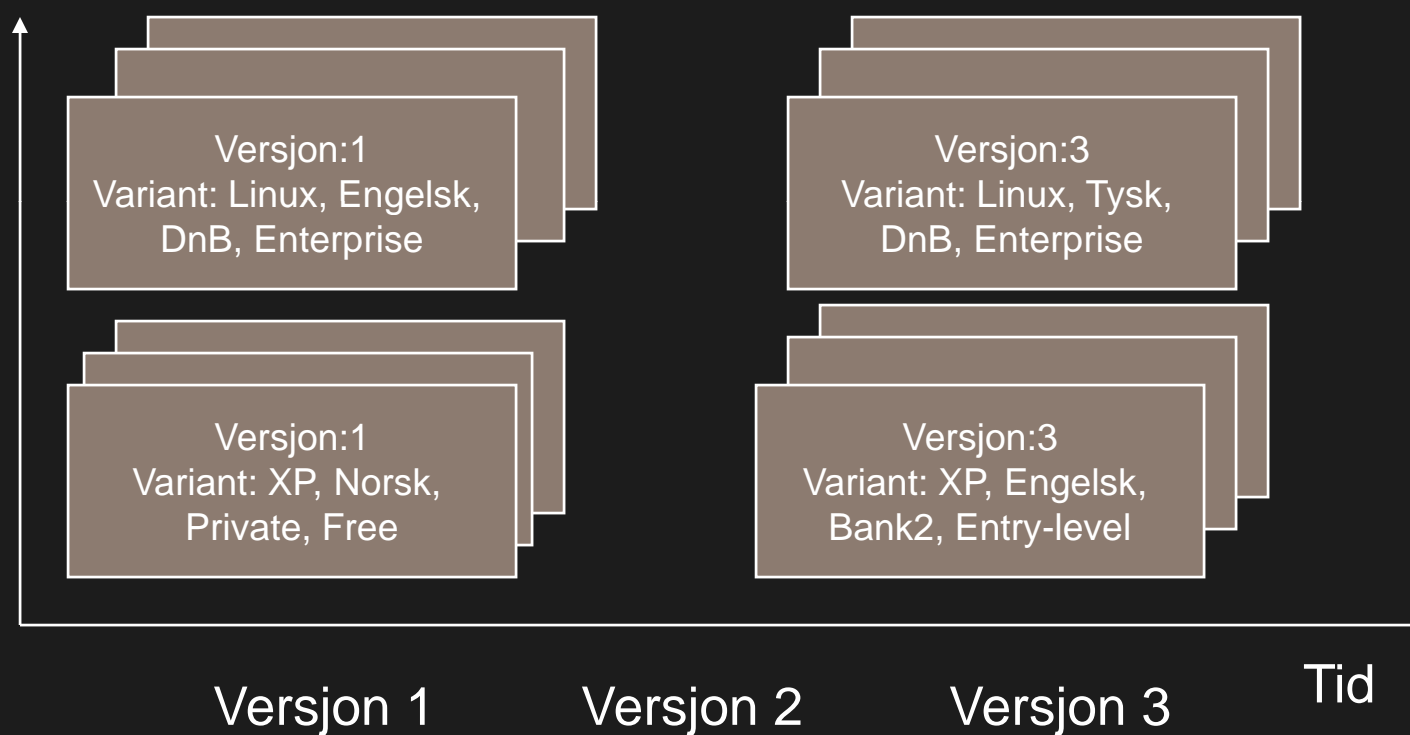 Versjon:1
Variant: Linux, Engelsk,
DnB, Enterprise
Versjon:3
Variant: Linux, Tysk,
DnB, Enterprise
Versjon:1
Variant: XP, Norsk,
Private, Free
Versjon:3
Variant: XP, Engelsk,
Bank2, Entry-level
Versjon 1
Versjon 2
Versjon 3
Tid